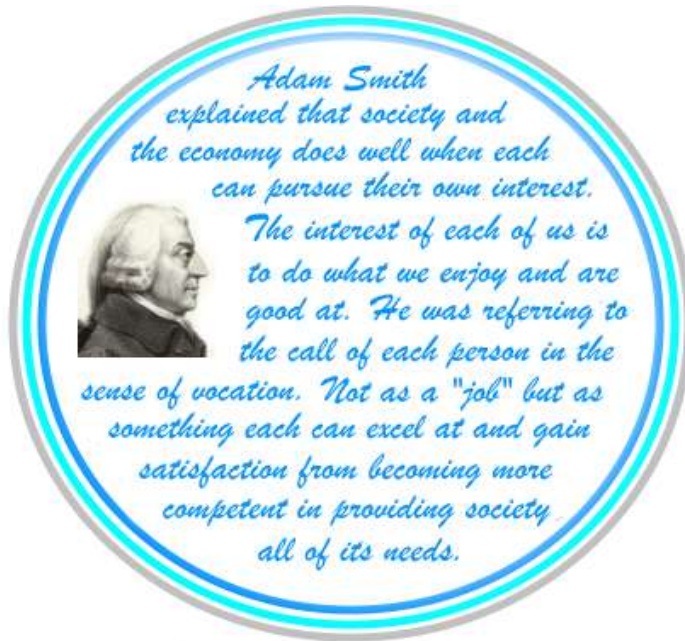 Adam Smith
explained that society and
the economy does well when each
can pursue their own interest.
The interest of each of us is
to do what we enjoy and are
good at. He was referring to
the call of each person in the
sense of vocation. Not as a "job" but as
something each can excel at and gain
satisfaction from becoming more
competent in providing society
all of its needs.